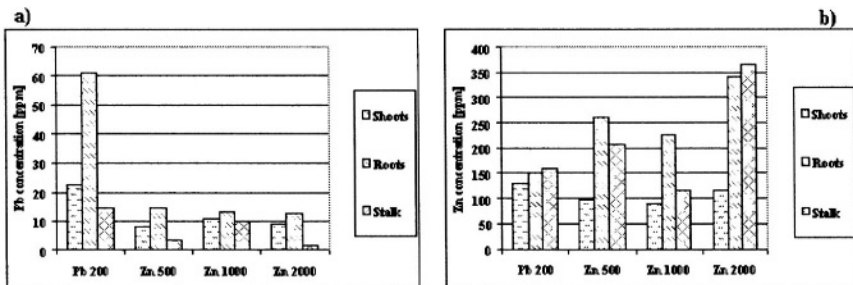 a)
Pb concentration [ppm]
70
60
50
40
30
20
10
0
Pb 200 Zn 500 Zn 1000 Zn 2000
Shoots
Roots
Stalk
b)
Zn concentration [ppm]
400
350
300
250
200
150
100
50
0
Pb 200 Zn 500 Zn 1000 Zn 2000
Shoots
Roots
Stalk